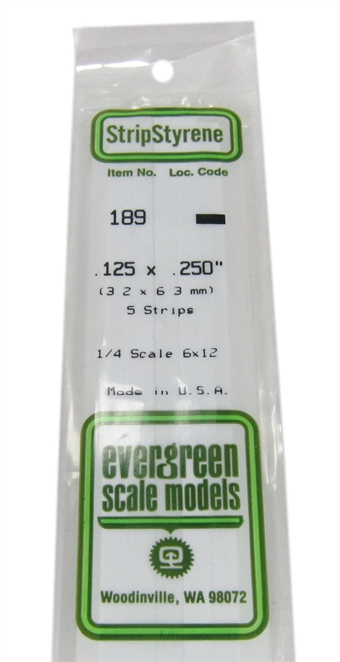 StripStyrene
Item No. Loc. Code
189
.125 x .250"
(3 2 x 6 3 mm)
5 Strips
1/4 Scale 6x12
Made in U.S.A.
evergreen
scale models
Woodinville, WA 98072